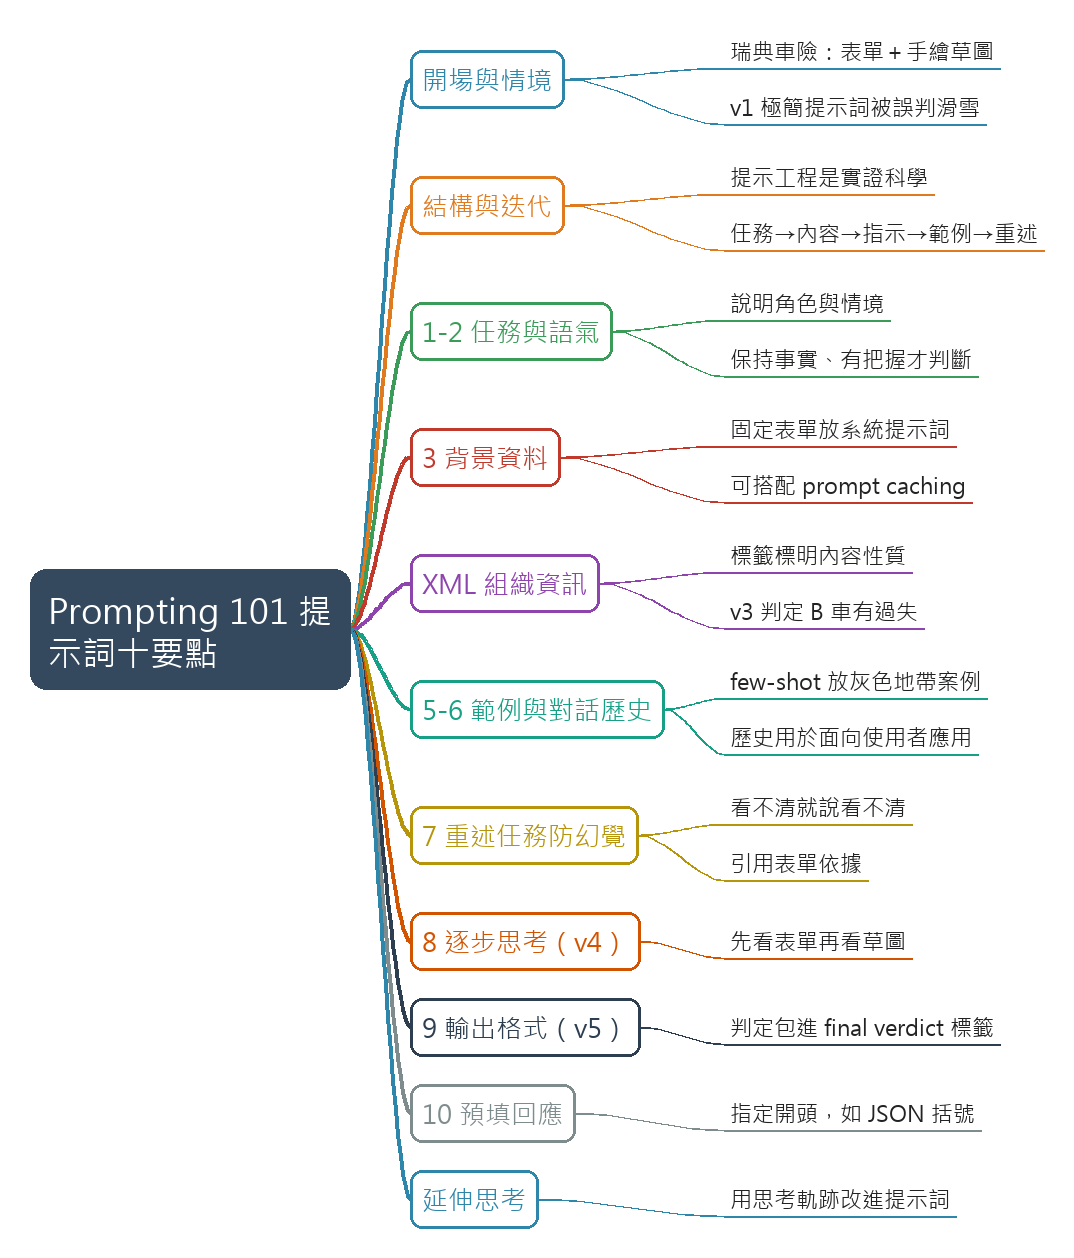 Prompting 101 提
示詞十要點
開場與情境
瑞典車險：表單＋手繪草圖
v1 極簡提示詞被誤判滑雪
結構與迭代
提示工程是實證科學
任務→內容→指示→範例→重述
1-2 任務與語氣
說明角色與情境
保持事實、有把握才判斷
3 背景資料
固定表單放系統提示詞
可搭配 prompt caching
XML 組織資訊
標籤標明內容性質
v3 判定 B 車有過失
5-6 範例與對話歷史
few-shot 放灰色地帶案例
歷史用於面向使用者應用
7 重述任務防幻覺
看不清就說看不清
引用表單依據
8 逐步思考（v4）
先看表單再看草圖
9 輸出格式（v5）
判定包進 final verdict 標籤
10 預填回應
指定開頭，如 JSON 括號
延伸思考
用思考軌跡改進提示詞